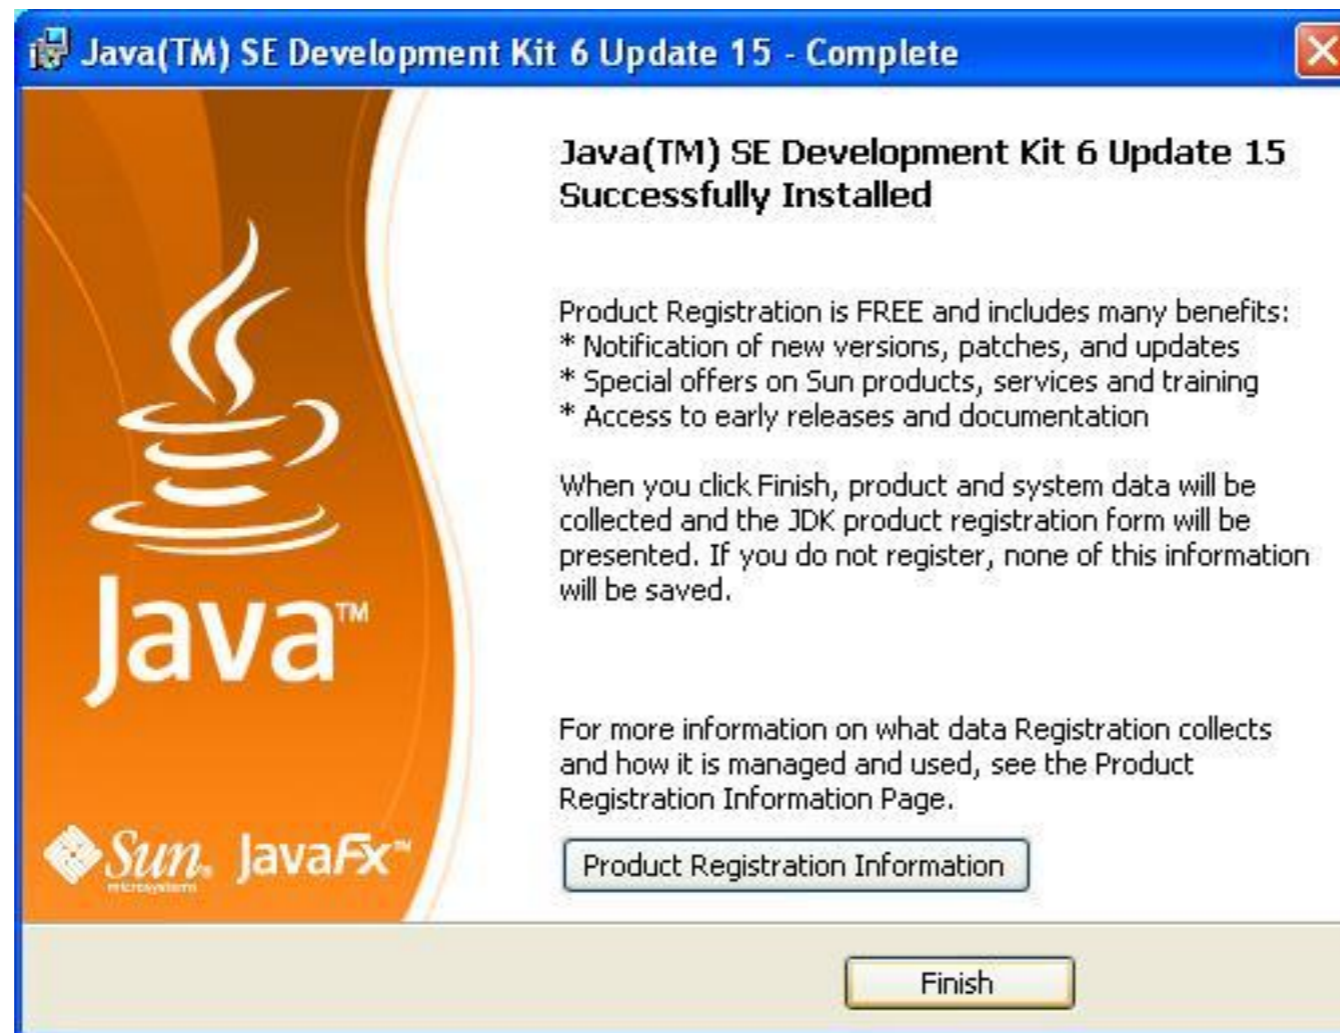 Java(TM) SE Development Kit 6 Update 15 - Complete
Java(TM) SE Development Kit 6 Update 15
Successfully Installed
Product Registration is FREE and includes many benefits:
* Notification of new versions, patches, and updates
* Special offers on Sun products, services and training
* Access to early releases and documentation
When you click Finish, product and system data will be
collected and the JDK product registration form will be
presented. If you do not register, none of this information
will be saved.
Java™
For more information on what data Registration collects
and how it is managed and used, see the Product
Registration Information Page.
Sun microsystems JavaFx™
Product Registration Information
Finish